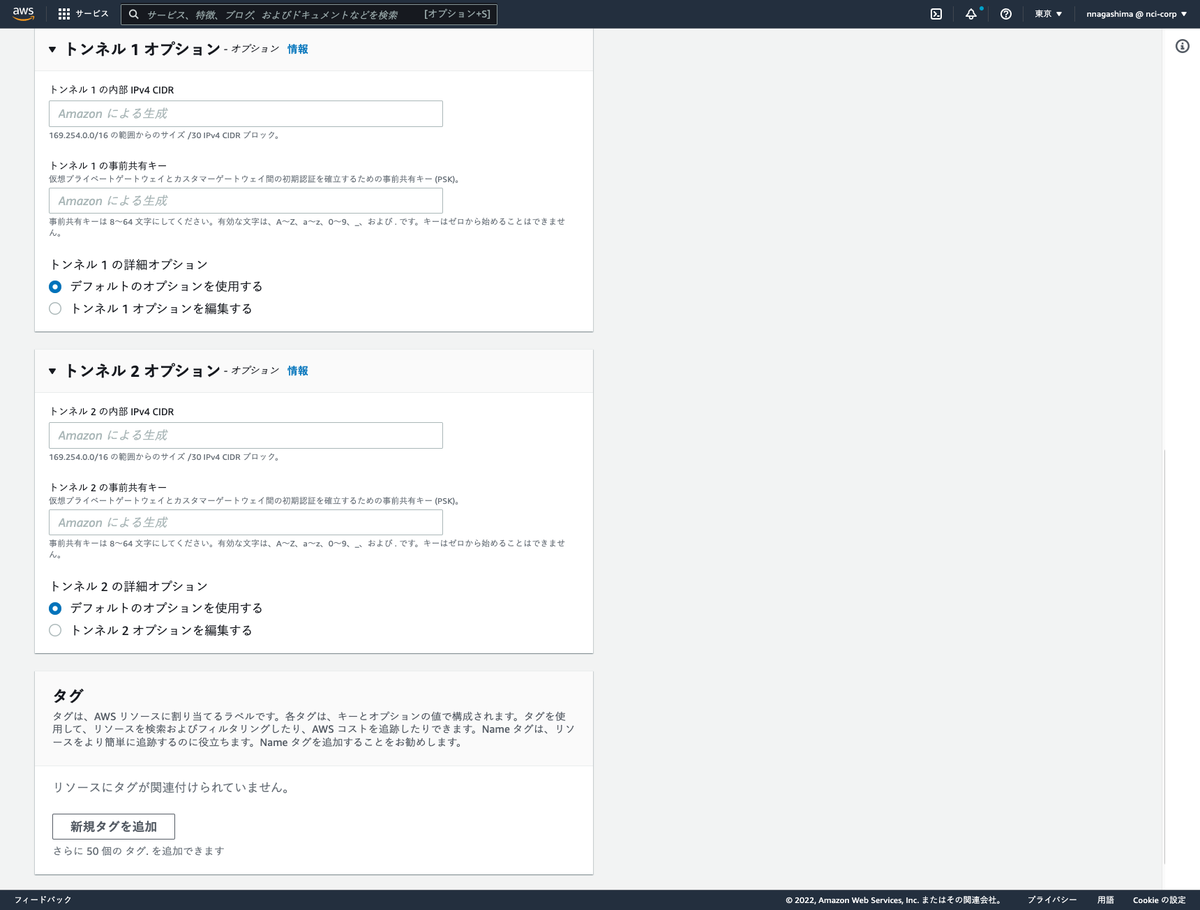 aws
サービス
サービス、特徴、ブログ、およびドキュメントなどを検索
[オプション+S]
東京 ▼
nnagashima @ nci-corp ▼
▼ トンネル 1 オプション - オプション 情報
トンネル 1 の内部 IPv4 CIDR
Amazon による生成
169.254.0.0/16 の範囲からのサイズ /30 IPv4 CIDR ブロック。
トンネル 1 の事前共有キー
仮想プライベートゲートウェイとカスタマーゲートウェイ間の初期認証を確立するための事前共有キー (PSK)。
Amazon による生成
事前共有キーは 8〜64 文字にしてください。有効な文字は、A〜Z、a〜z、0〜9、_、および . です。キーはゼロから始めることはできませ
ん。
トンネル 1 の詳細オプション
デフォルトのオプションを使用する
トンネル 1 オプションを編集する
▼ トンネル 2 オプション - オプション 情報
トンネル 2 の内部 IPv4 CIDR
Amazon による生成
169.254.0.0/16 の範囲からのサイズ /30 IPv4 CIDR ブロック。
トンネル 2 の事前共有キー
仮想プライベートゲートウェイとカスタマーゲートウェイ間の初期認証を確立するための事前共有キー (PSK)。
Amazon による生成
事前共有キーは 8〜64 文字にしてください。有効な文字は、A〜Z、a〜z、0〜9、_、および . です。キーはゼロから始めることはできませ
ん。
トンネル 2 の詳細オプション
デフォルトのオプションを使用する
トンネル 2 オプションを編集する
タグ
タグは、AWS リソースに割り当てるラベルです。各タグは、キーとオプションの値で構成されます。タグを使
用して、リソースを検索およびフィルタリングしたり、AWS コストを追跡したりできます。Name タグは、リソ
ースをより簡単に追跡するのに役立ちます。Name タグを追加することをお勧めします。
リソースにタグが関連付けられていません。
新規タグを追加
さらに 50 個の タグ. を追加できます
フィードバック
© 2022, Amazon Web Services, Inc. またはその関連会社。
プライバシー
用語
Cookie の設定